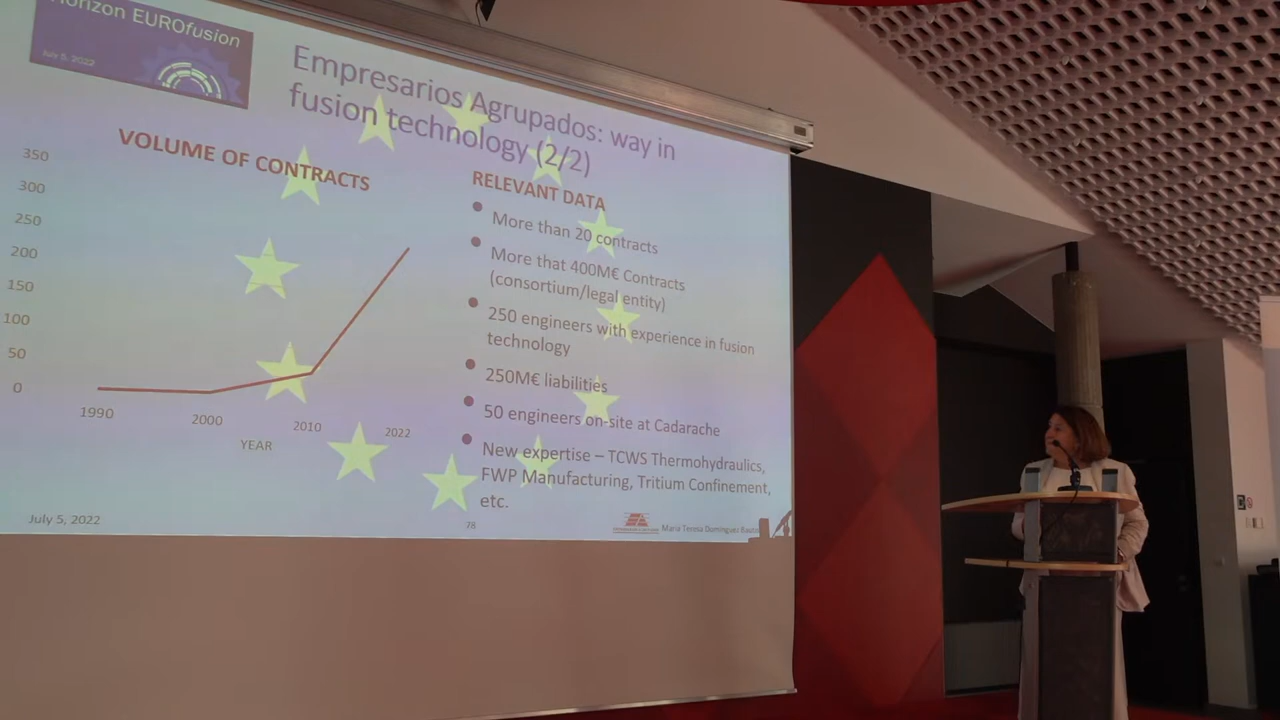 Horizon EUROfusion
July 5, 2022
Empresarios Agrupados: way in
fusion technology (2/2)
VOLUME OF CONTRACTS
350
300
250
200
150
100
50
0
1990
2000
2010
2022
YEAR
RELEVANT DATA
More than 20 contracts
More that 400M€ Contracts
(consortium/legal entity)
250 engineers with experience in fusion
technology
250M€ liabilities
50 engineers on-site at Cadarache
New expertise – TCWS Thermohydraulics,
FWP Manufacturing, Tritium Confinement,
etc.
July 5, 2022
78
Maria Teresa Domínguez